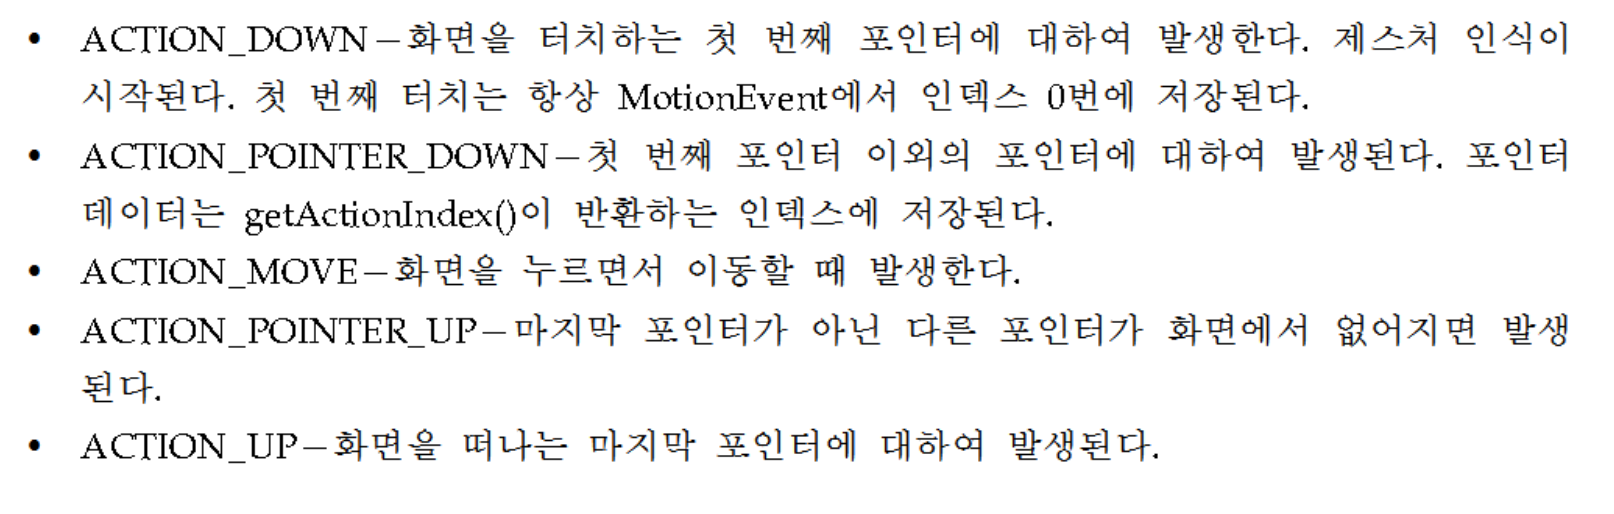 • ACTION_DOWN–화면을 터치하는 첫 번째 포인터에 대하여 발생한다. 제스처 인식이
시작된다. 첫 번째 터치는 항상 MotionEvent에서 인덱스 0번에 저장된다.
• ACTION_POINTER_DOWN–첫 번째 포인터 이외의 포인터에 대하여 발생된다. 포인터
데이터는 getActionIndex()이 반환하는 인덱스에 저장된다.
• ACTION_MOVE–화면을 누르면서 이동할 때 발생한다.
• ACTION_POINTER_UP–마지막 포인터가 아닌 다른 포인터가 화면에서 없어지면 발생
된다.
• ACTION_UP–화면을 떠나는 마지막 포인터에 대하여 발생된다.